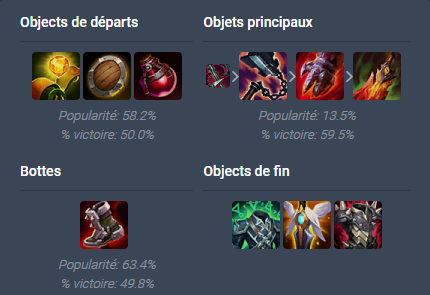 Objects de départs
Popularité: 58.2%
% victoire: 50.0%
Objets principaux
Popularité: 13.5%
% victoire: 59.5%
Bottes
Popularité: 63.4%
% victoire: 49.8%
Objects de fin